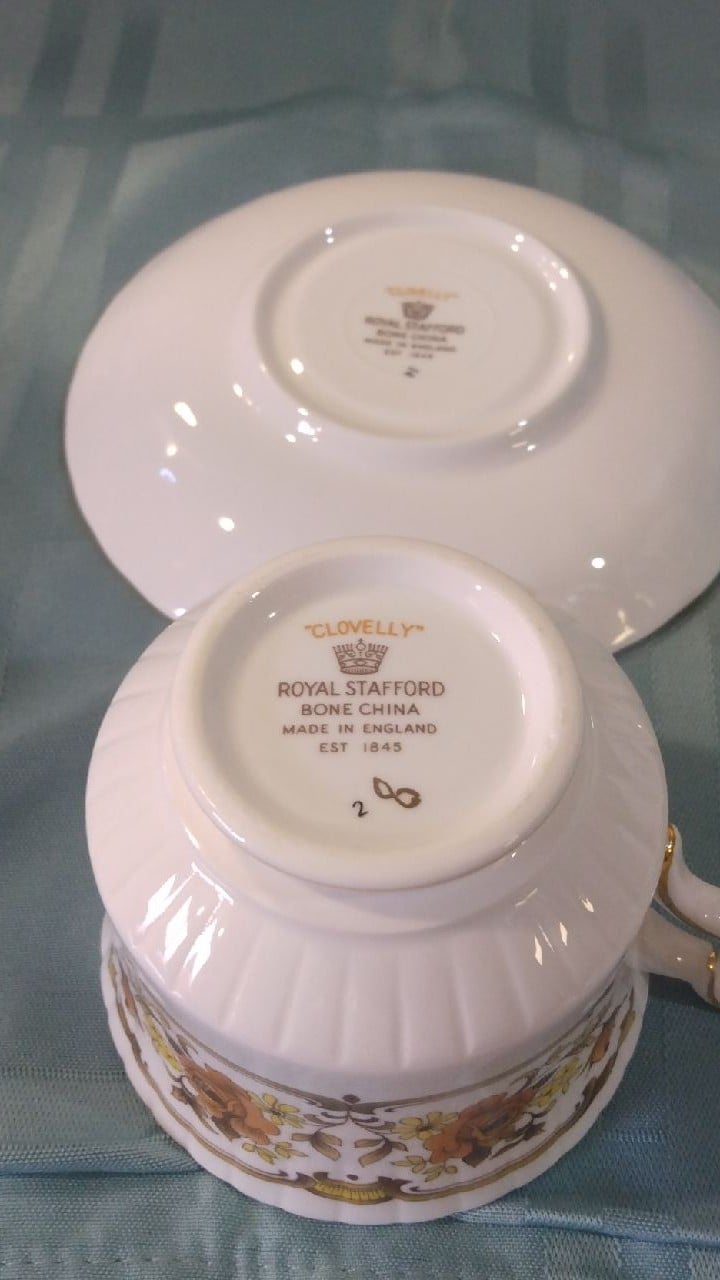 "CLOVELLY"
ROYAL STAFFORD
BONE CHINA
MADE IN ENGLAND
EST 1845
2
"CLOVELLY"
ROYAL STAFFORD
BONE CHINA
MADE IN ENGLAND
EST 1845
2